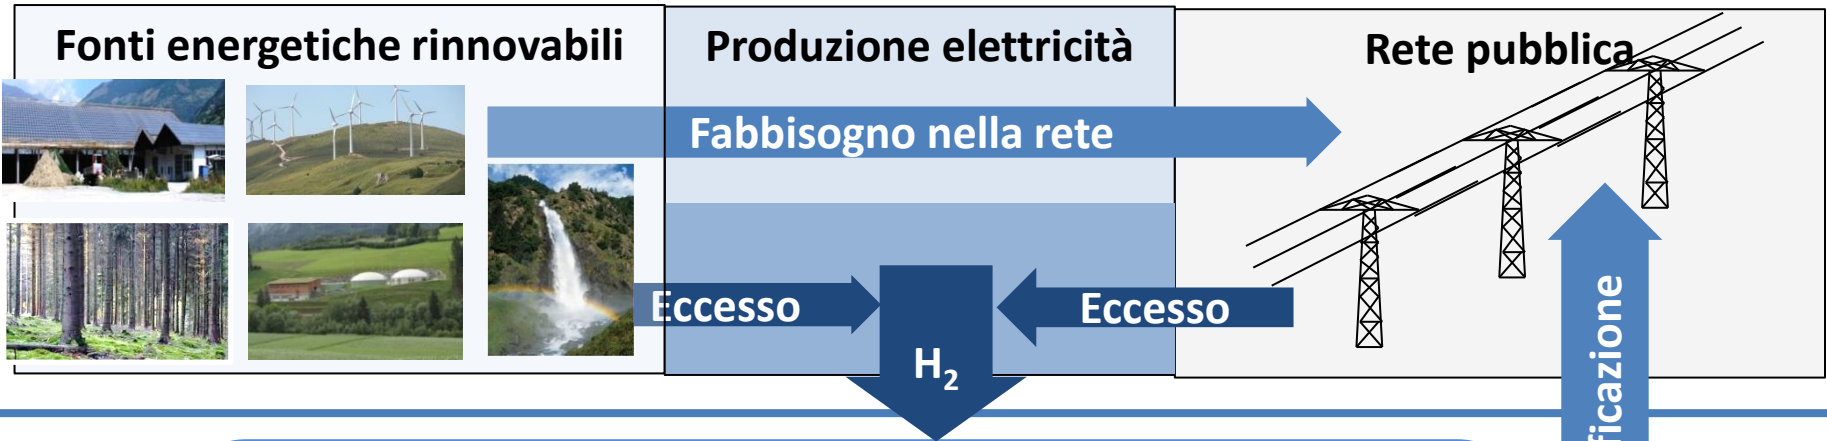 Fonti energetiche rinnovabili
Produzione elettricità
Rete pubblica
Fabbisogno nella rete
Eccesso
Eccesso
H₂